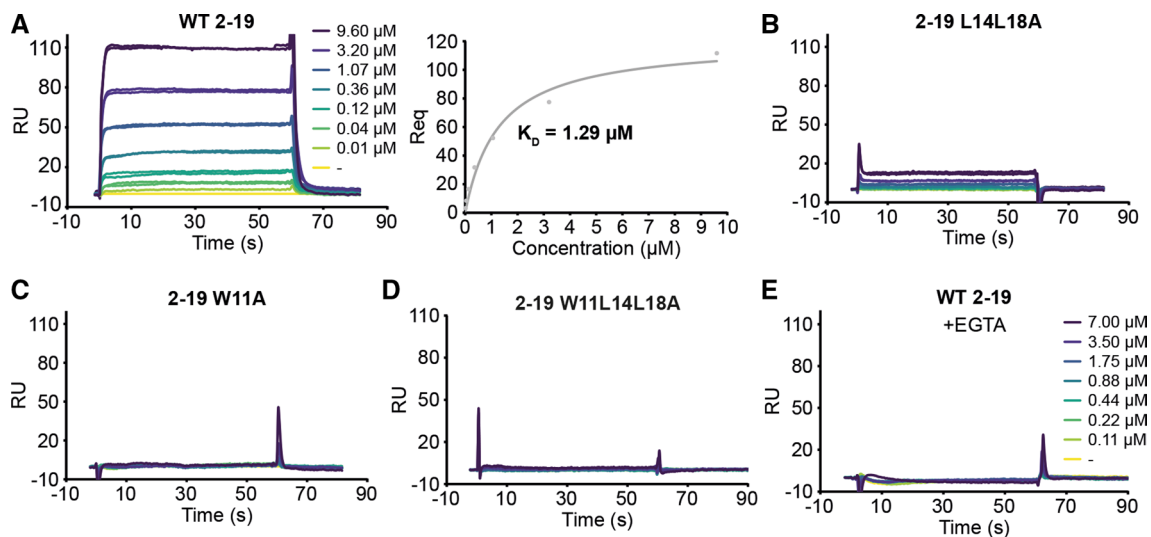 A
WT 2-19
RU
110
80
50
20
-10
-10
10
30
50
70
90
Time (s)
9.60 µM
3.20 µM
1.07 µM
0.36 µM
0.12 µM
0.04 µM
0.01 µM
-
Req
120
100
80
60
40
20
0
0
1
2
3
4
5
6
7
8
9
10
Concentration (µM)
KD = 1.29 µM
B
2-19 L14L18A
RU
110
80
50
20
-10
-10
10
30
50
70
90
Time (s)
C
2-19 W11A
RU
110
80
50
20
-10
-10
10
30
50
70
90
Time (s)
D
2-19 W11L14L18A
RU
110
80
50
20
-10
-10
10
30
50
70
90
Time (s)
E
WT 2-19
+EGTA
RU
110
80
50
20
-10
-10
10
30
50
70
90
Time (s)
7.00 µM
3.50 µM
1.75 µM
0.88 µM
0.44 µM
0.22 µM
0.11 µM
-